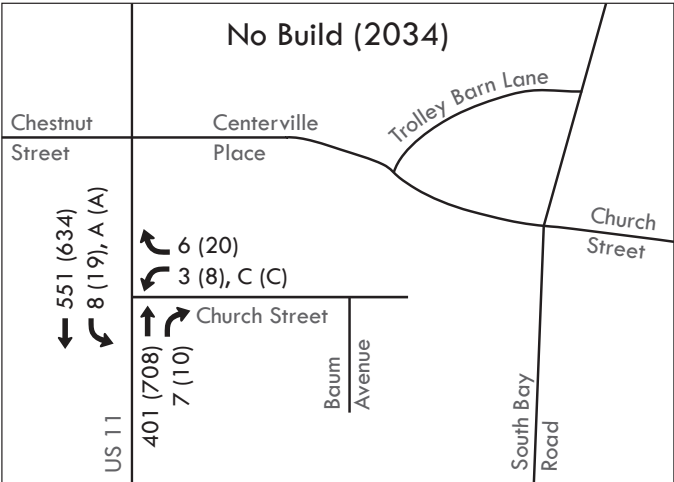 No Build (2034)
Trolley Barn Lane
Chestnut
Street
Centerville
Place
Church
Street
551 (634)
8 (19), A (A)
6 (20)
3 (8), C (C)
Church Street
401 (708)
7 (10)
US 11
Baum
Avenue
South Bay
Road